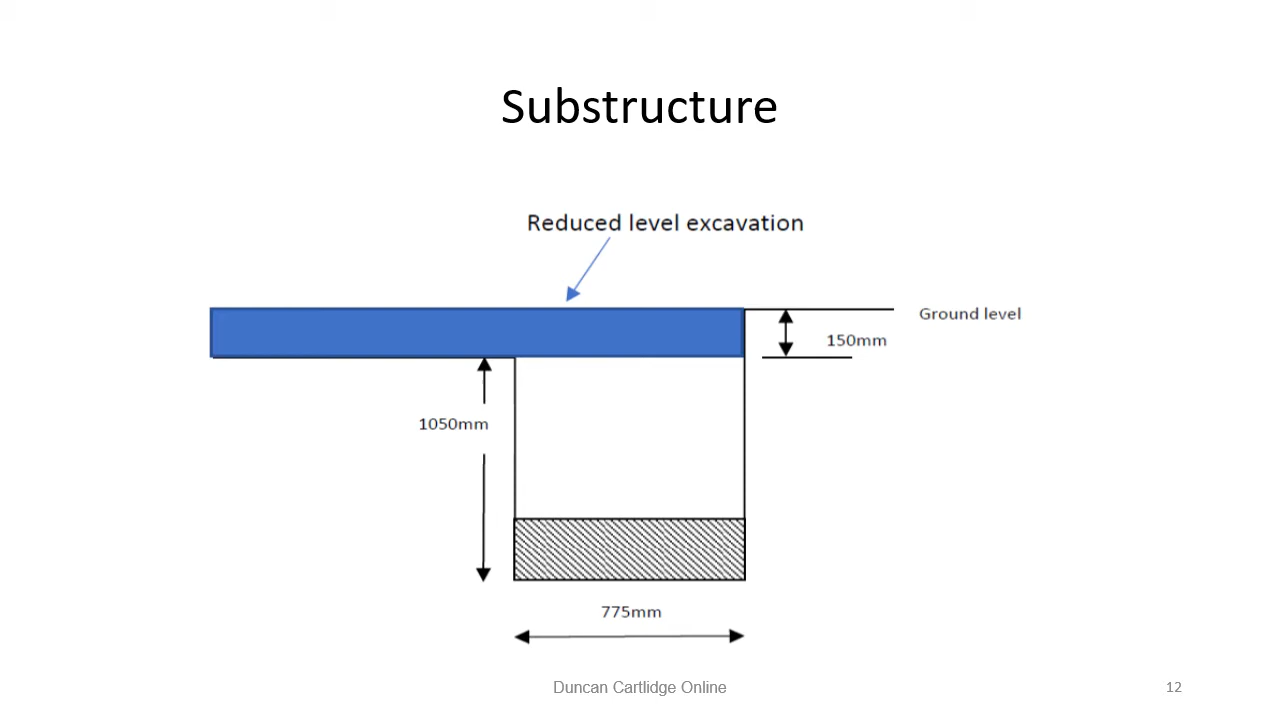 Substructure
Reduced level excavation
Ground level
150mm
1050mm
775mm
Duncan Cartlidge Online
12